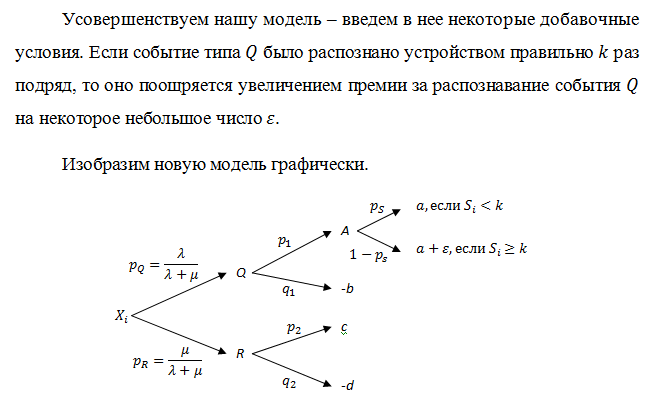 Усовершенствуем нашу модель – введем в нее некоторые добавочные
условия. Если событие типа Q было распознано устройством правильно k раз
подряд, то оно поощряется увеличением премии за распознавание события Q
на некоторое небольшое число ε.
Изобразим новую модель графически.
p_S a, если S_i < k
p_1 A
1 − p_s a + ε, если S_i ≥ k
p_Q = λ / (λ + μ) Q
q_1 -b
X_i
p_2 c
p_R = μ / (λ + μ) R
q_2 -d